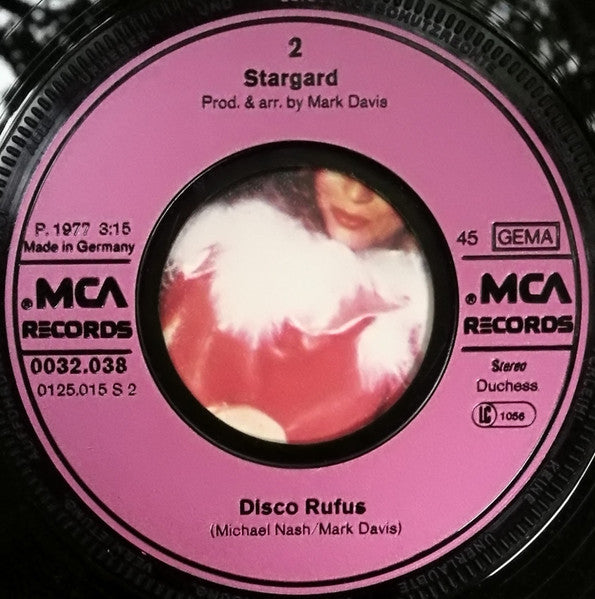 2
Stargard
Prod. & arr. by Mark Davis
P. 1977 3:15
Made in Germany
® MCA
RECORDS
0032.038
0125.015 S 2
45 GEMA
® MCA
RECORDS
Stereo
Duchess
LC 1056
Disco Rufus
(Michael Nash/Mark Davis)